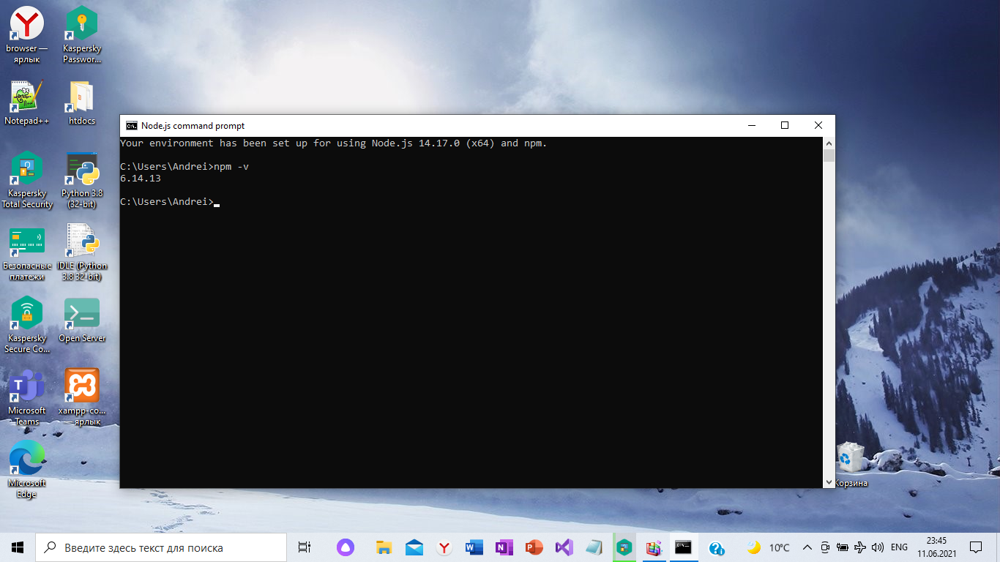 browser —
ярлык
Kaspersky
Passwor...
Notepad++
htdocs
Kaspersky
Total Security
Python 3.8
(32-bit)
Безопасные
платежи
IDLE (Python
3.8 32-bit)
Kaspersky
Secure Co...
Open Server
Microsoft
Teams
xampp-co...
— ярлык
Microsoft
Edge
Node.js command prompt
Your environment has been set up for using Node.js 14.17.0 (x64) and npm.
C:\Users\Andrei>npm -v
6.14.13
C:\Users\Andrei>
Корзина
Введите здесь текст для поиска
10°C
ENG
23:45
11.06.2021